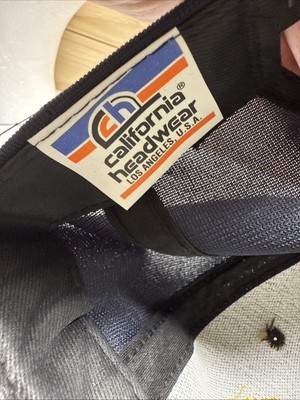 ch
california®
headwear
LOS ANGELES, U.S.A.